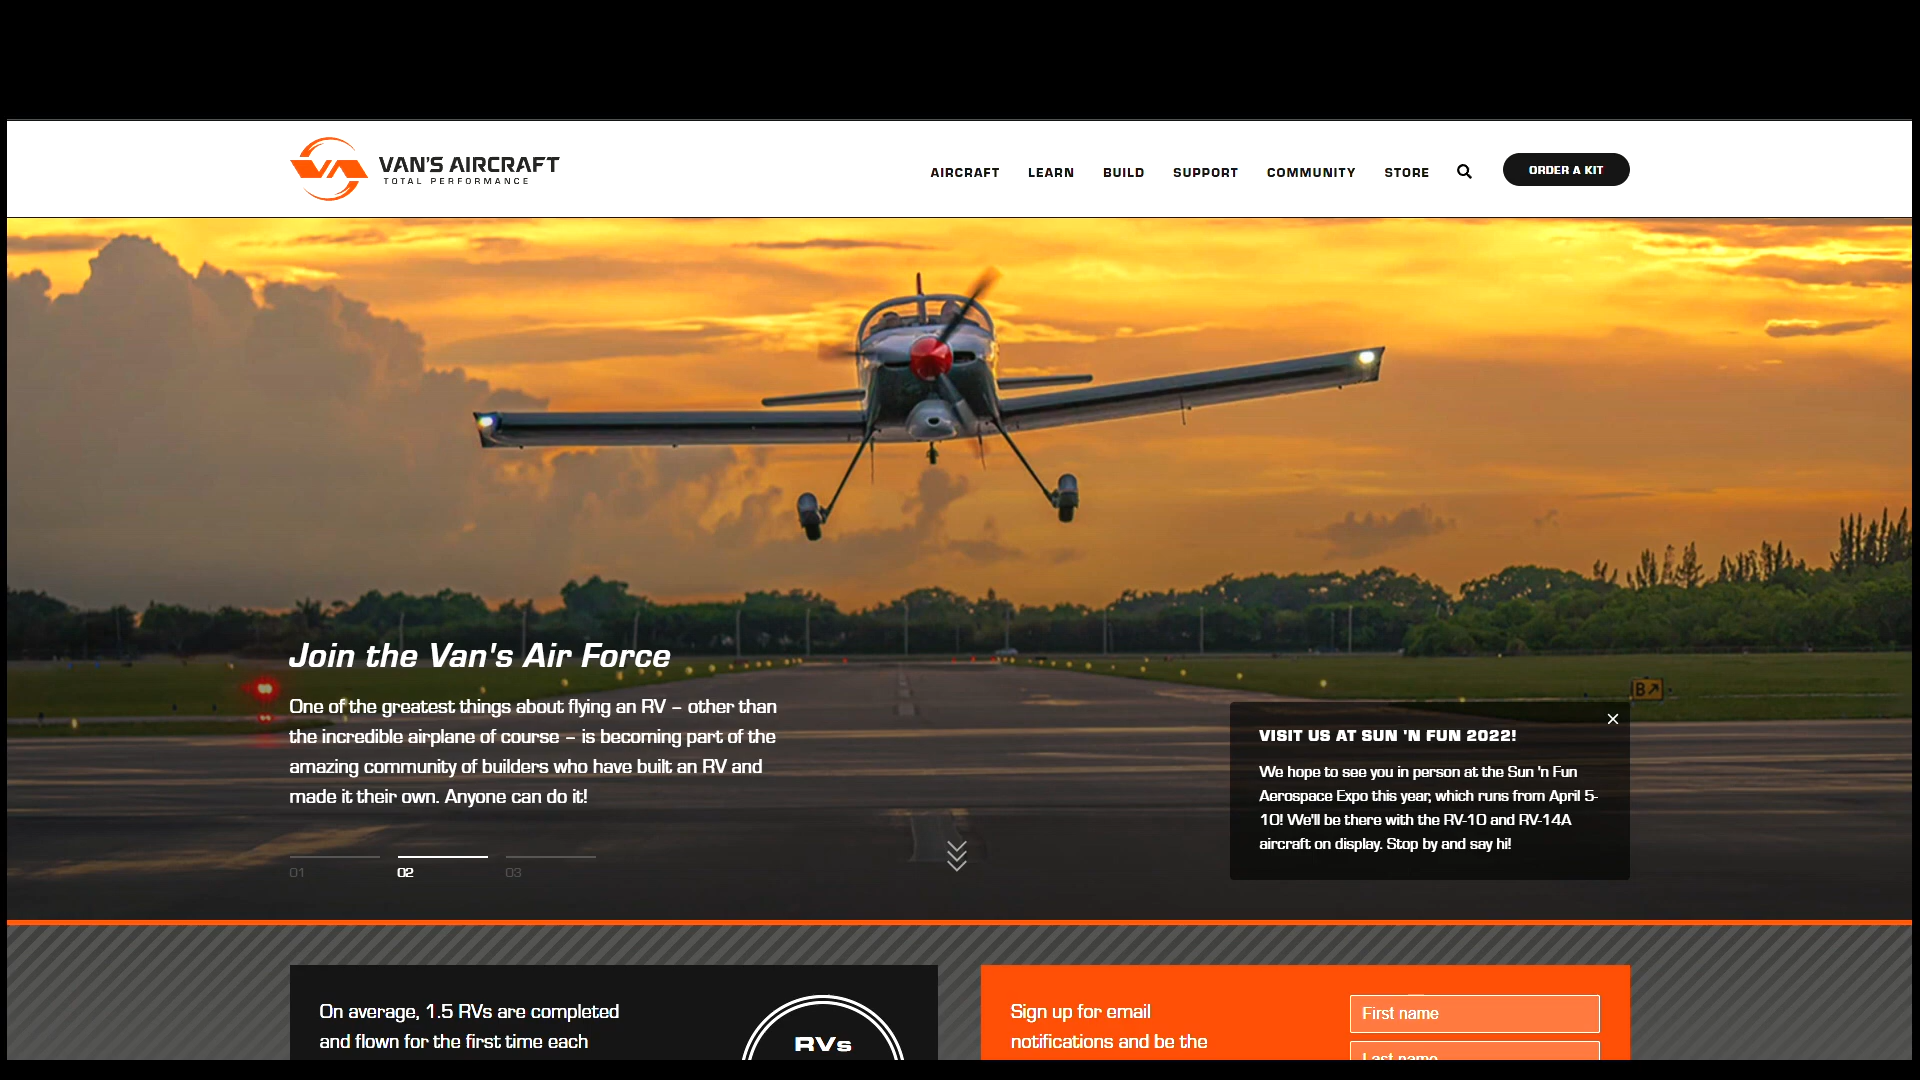 VAN'S AIRCRAFT
TOTAL PERFORMANCE
AIRCRAFT LEARN BUILD SUPPORT COMMUNITY STORE ORDER A KIT
B
Join the Van's Air Force
One of the greatest things about flying an RV – other than
the incredible airplane of course – is becoming part of the
amazing community of builders who have built an RV and
made it their own. Anyone can do it!
01 02 03
VISIT US AT SUN 'N FUN 2022!
We hope to see you in person at the Sun 'n Fun
Aerospace Expo this year, which runs from April 5-
10! We'll be there with the RV-10 and RV-14A
aircraft on display. Stop by and say hi!
On average, 1.5 RVs are completed
and flown for the first time each
RVs
Sign up for email
notifications and be the
First name
Last name